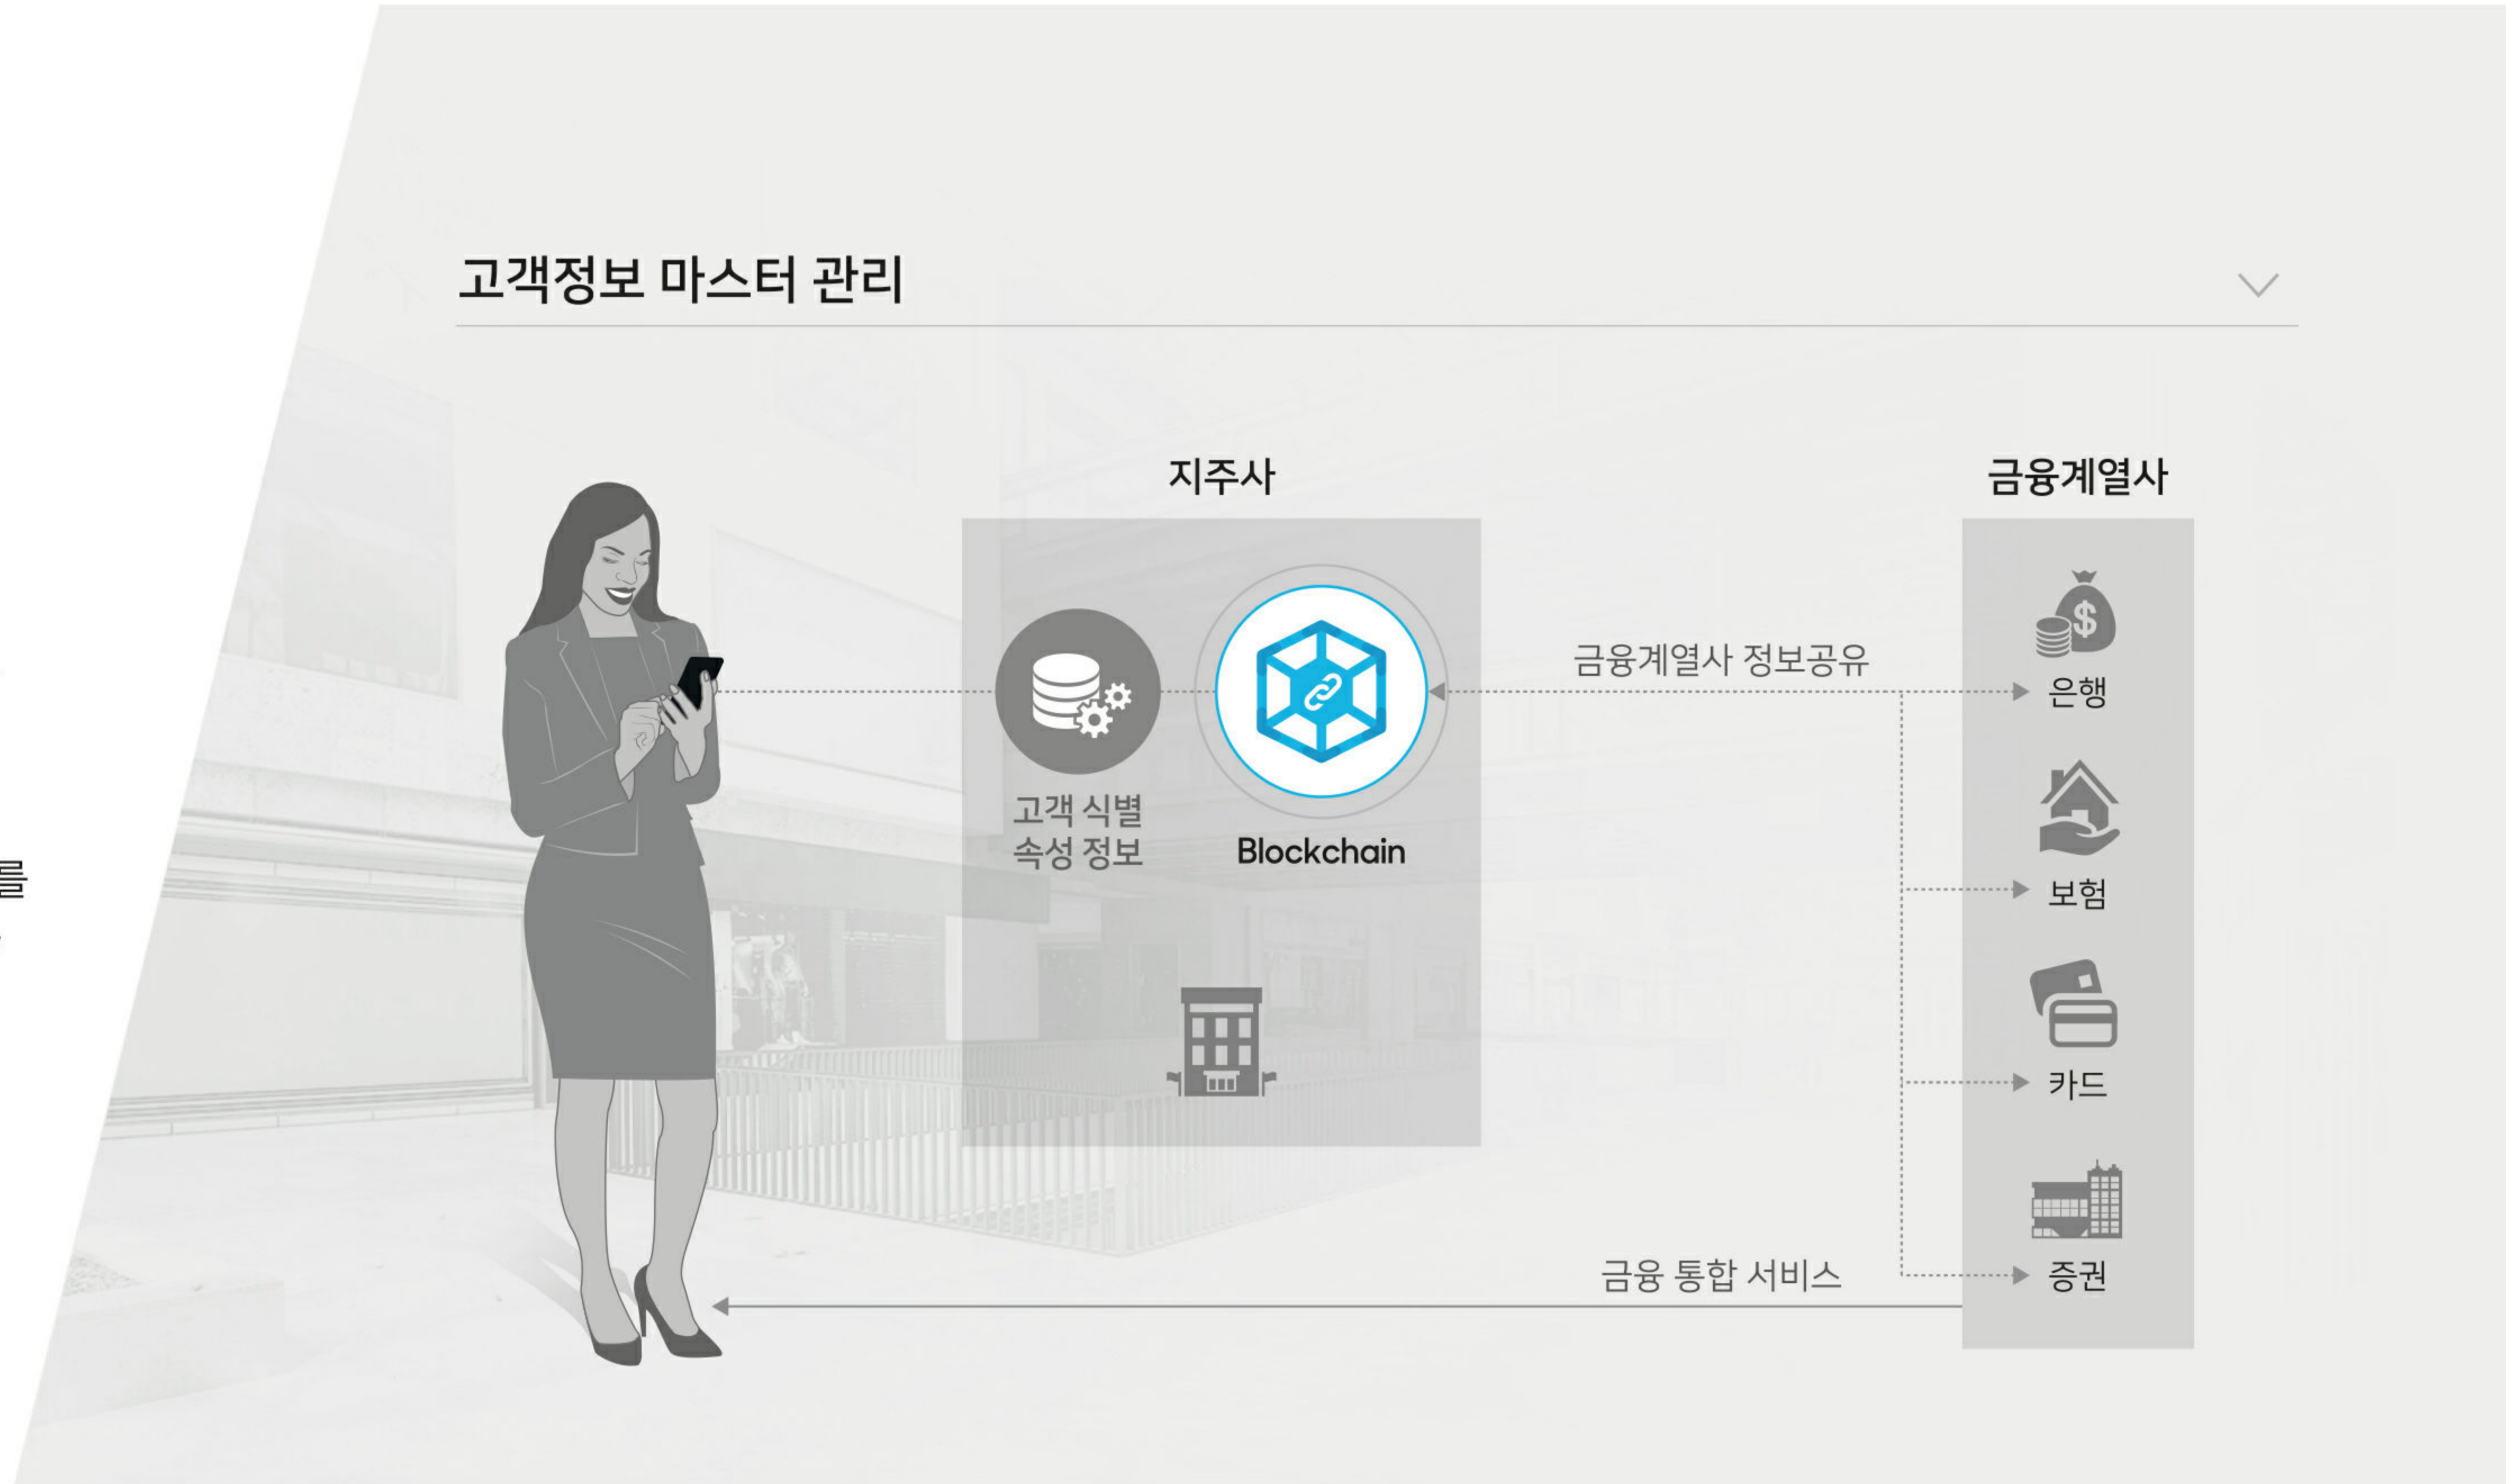 고객정보 마스터 관리
지주사
금융계열사
금융계열사 정보공유
은행
고객 식별
속성 정보
Blockchain
를
보험
카드
금융 통합 서비스
증권